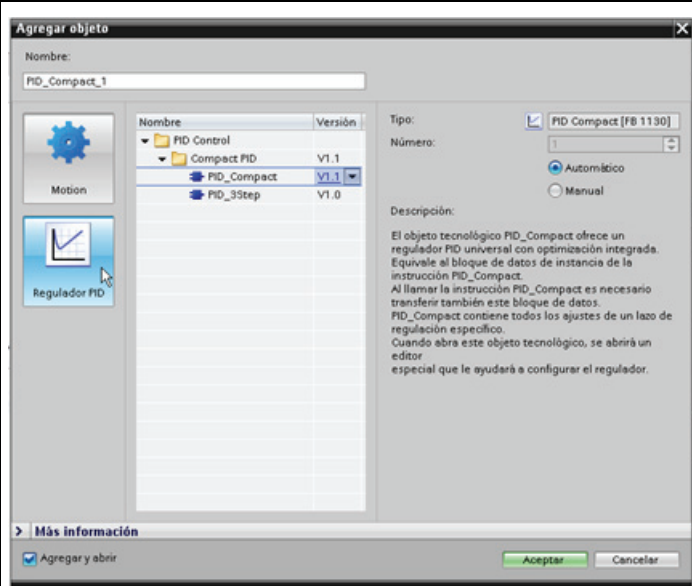 Agregar objeto
Nombre:
PID_Compact_1
Motion
Regulador PID
Nombre Versión
PID Control
Compact PID V1.1
PID_Compact V1.1
PID_3Step V1.0
Tipo: PID Compact [FB 1130]
Número: 1
Automático
Manual
Descripción:
El objeto tecnológico PID_Compact ofrece un
regulador PID universal con optimización integrada.
Equivale al bloque de datos de instancia de la
instrucción PID_Compact.
Al llamar la instrucción PID_Compact es necesario
transferir también este bloque de datos.
PID_Compact contiene todos los ajustes de un lazo de
regulación específico.
Cuando abra este objeto tecnológico, se abrirá un
editor
especial que le ayudará a configurar el regulador.
Más información
Agregar y abrir
Aceptar Cancelar